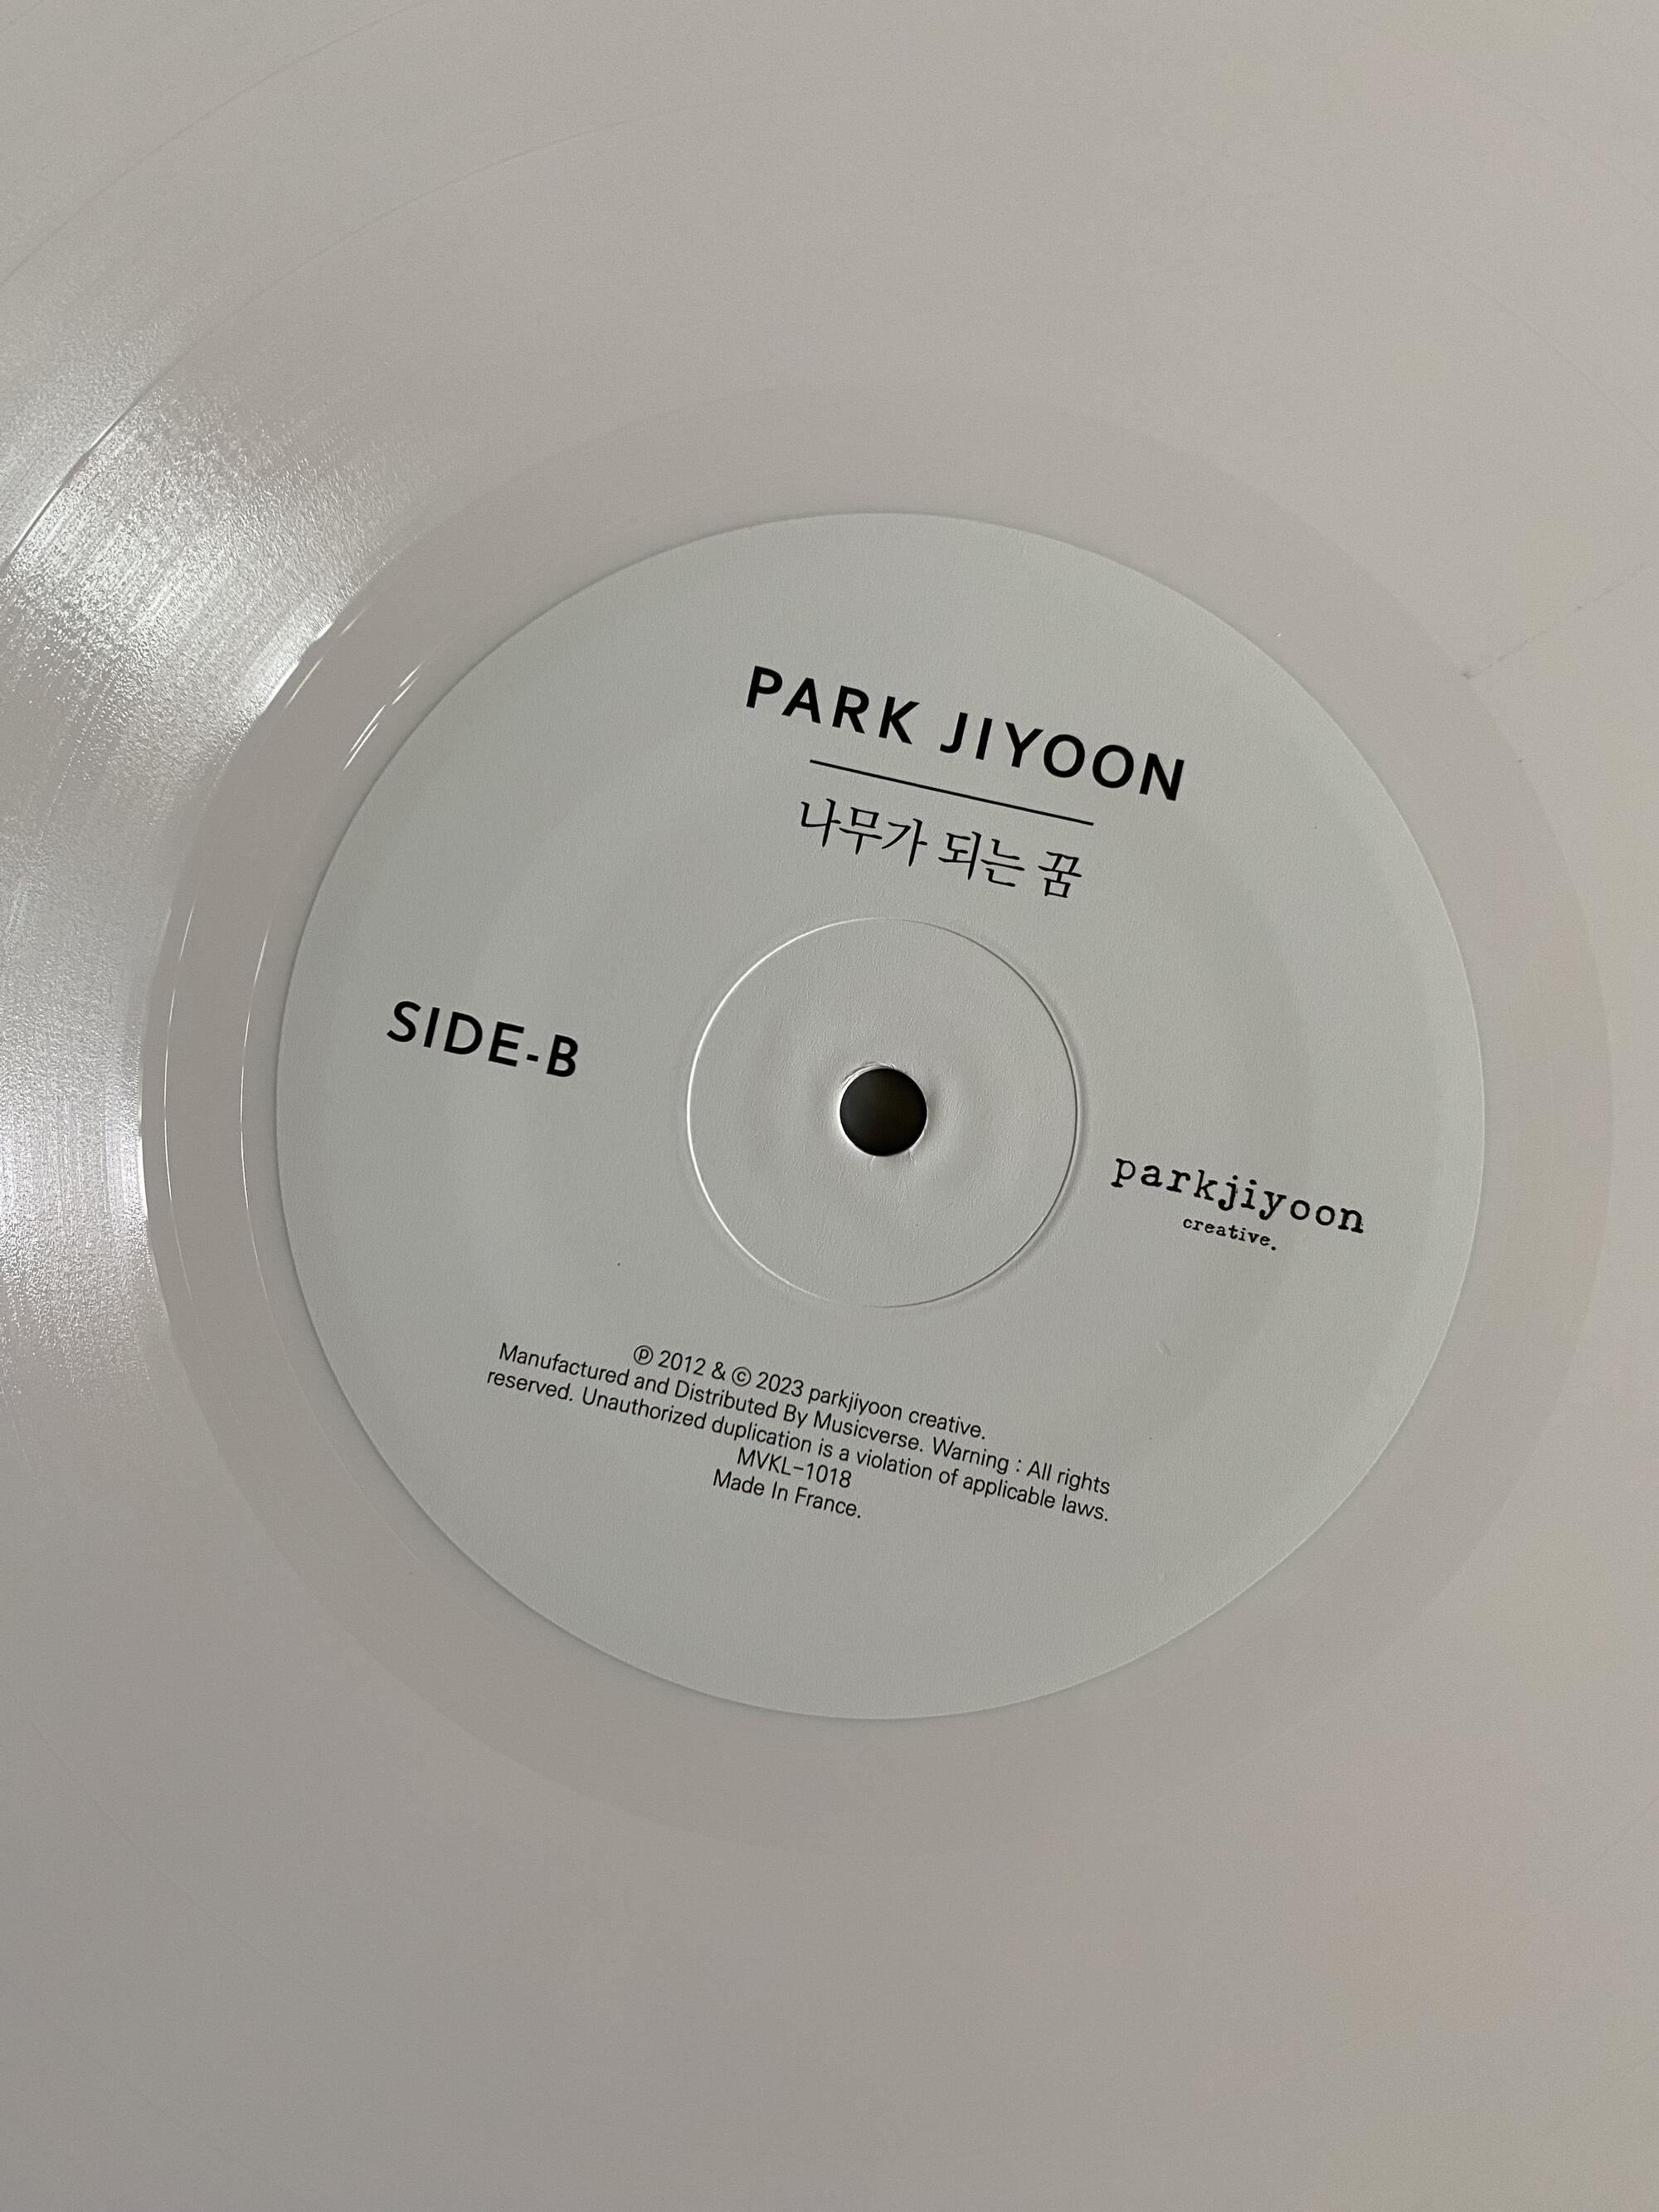 PARK JIYOON
나무가 되는 꿈
SIDE-B
parkjiyoon
creative.
Ⓟ 2012 & ⓒ 2023 parkjiyoon creative.
Manufactured and Distributed By Musicverse. Warning : All rights
reserved. Unauthorized duplication is a violation of applicable laws.
MVKL-1018
Made In France.